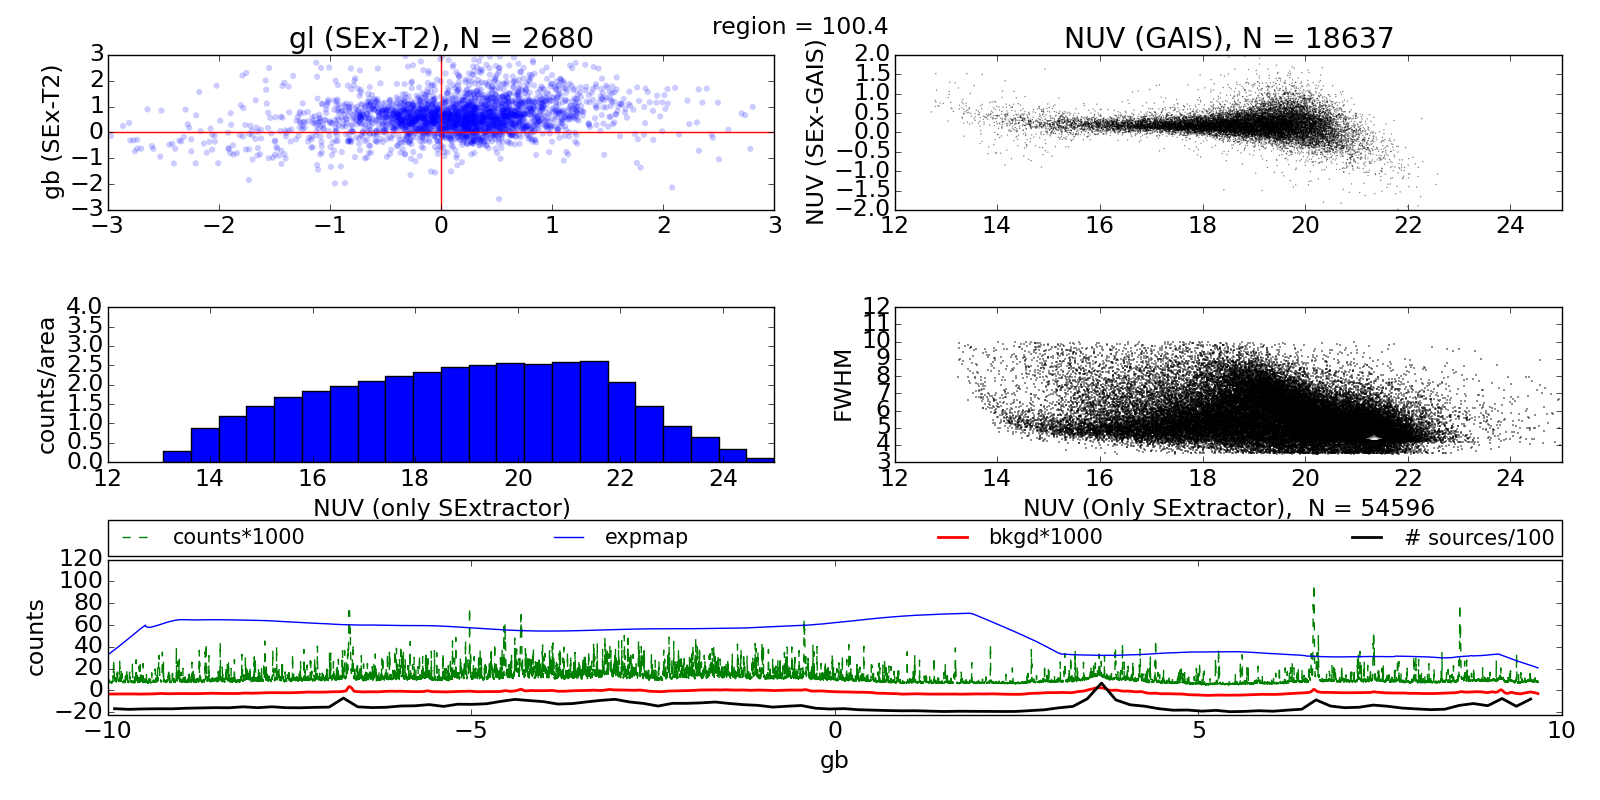 region = 100.4
gl (SEx-T2), N = 2680
NUV (GAIS), N = 18637
gb (SEx-T2)
3
2
1
0
−1
−2
−3
−3 −2 −1 0 1 2 3
NUV (SEx-GAIS)
2.0
1.5
1.0
0.5
0.0
−0.5
−1.0
−1.5
−2.0
12 14 16 18 20 22 24
counts/area
4.0
3.5
3.0
2.5
2.0
1.5
1.0
0.5
0.0
12 14 16 18 20 22 24
NUV (only SExtractor)
FWHM
12
11
10
9
8
7
6
5
4
3
12 14 16 18 20 22 24
NUV (Only SExtractor), N = 54596
counts*1000 expmap bkgd*1000 # sources/100
counts
120
100
80
60
40
20
0
−20
−10 −5 0 5 10
gb